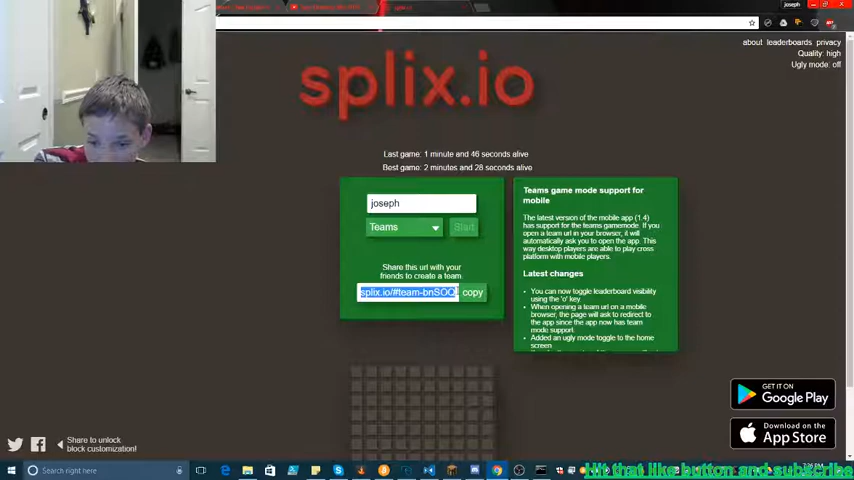 joseph
about leaderboards privacy
Quality: high
Ugly mode: off
splix.io
Last game: 1 minute and 46 seconds alive
Best game: 2 minutes and 28 seconds alive
joseph
Teams
Start
Share this url with your
friends to create a team.
splix.io/#team-bnSOQ
copy
Teams game mode support for
mobile
The latest version of the mobile app (1.4)
has support for the teams gamemode. If you
open a team url in your browser, it will
automatically ask you to open the app. This
way desktop players are able to play cross
platform with mobile players.
Latest changes
You can now toggle leaderboard visibility
using the 'o' key
When opening a team url on a mobile
browser, the page will ask to redirect to
the app since the app now has team
mode support.
Added an ugly mode toggle to the home
screen
GET IT ON
Google Play
Download on the
App Store
Share to unlock
block customization!
Search right here
Hit that like button and subscribe